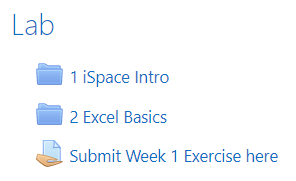 Lab
1 iSpace Intro
2 Excel Basics
Submit Week 1 Exercise here